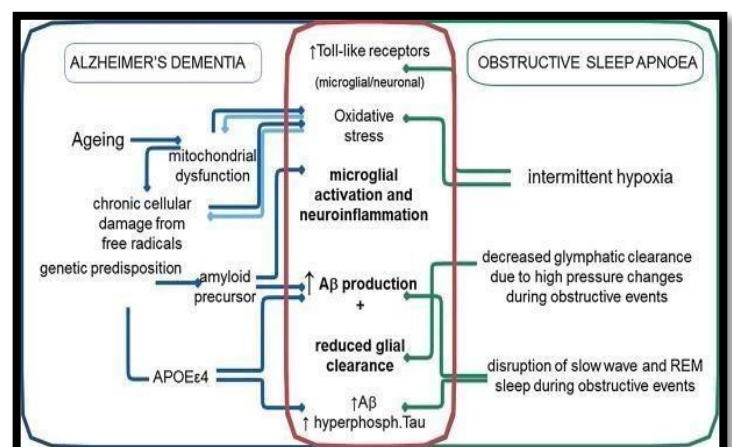 ALZHEIMER'S DEMENTIA
Ageing
mitochondrial
dysfunction
chronic cellular
damage from
free radicals
genetic predisposition
amyloid
precursor
APOEε4
↑Toll-like receptors
(microglial/neuronal)
Oxidative
stress
microglial
activation and
neuroinflammation
↑ Aβ production
+
reduced glial
clearance
↑Aβ
↑ hyperphosph.Tau
OBSTRUCTIVE SLEEP APNOEA
intermittent hypoxia
decreased glymphatic clearance
due to high pressure changes
during obstructive events
disruption of slow wave and REM
sleep during obstructive events